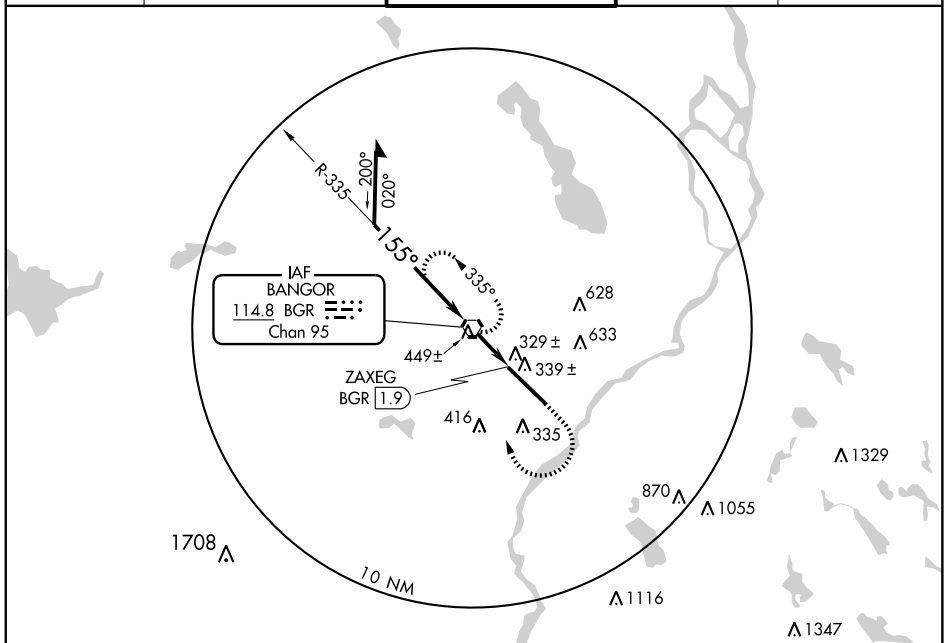 R-335
200°
020°
155°
335°
IAF
BANGOR
114.8 BGR
Chan 95
628
633
329 ±
339 ±
449±
ZAXEG
BGR 1.9
416
335
1329
870
1055
1708
10 NM
1116
1347